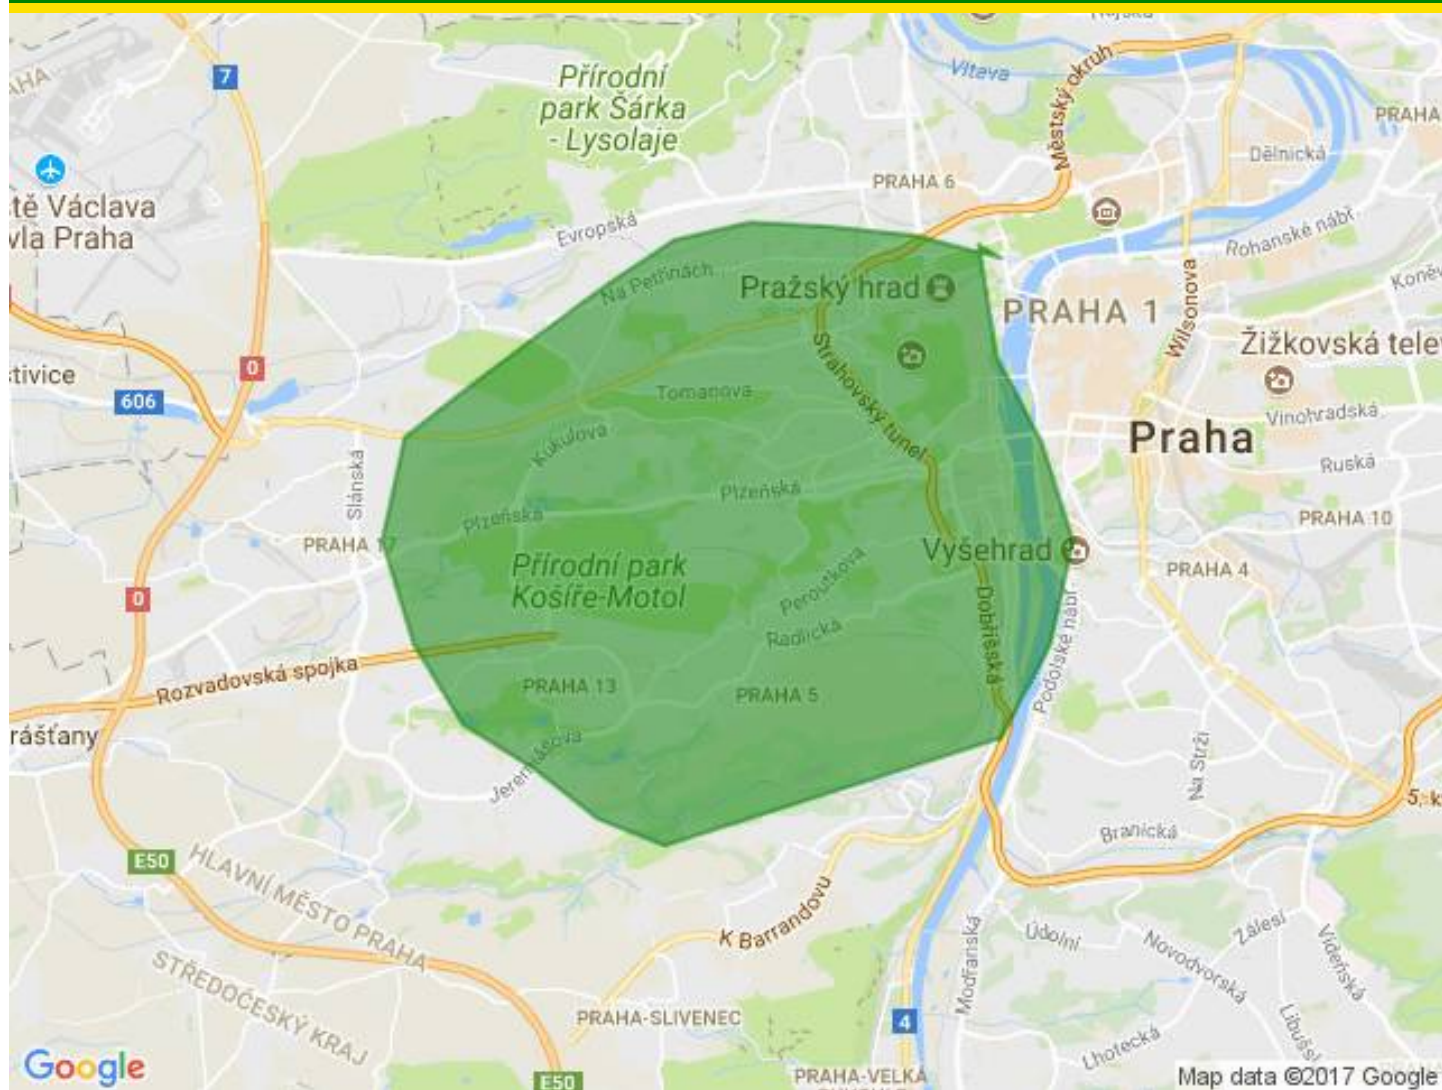 Vltava
Městský okruh
7
Přírodní
park Šárka
- Lysolaje
PRAHA
Dělnická
PRAHA 6
tě Václava
vla Praha
Evropská
Rohanské nábř
Na Petřinách
Pražský hrad
PRAHA 1
Wilsonova
Žižkovská tele
Strahovský tunel
0
stivice
606
Tomanova
Vinohradská
Kukulova
Praha
Ruská
Slánská
Plzeňská
Plzeňská
PRAHA 17
PRAHA 10
Vyšehrad
PRAHA 4
Přírodní park
Košíře-Motol
Peroutkova
0
Dobříšská
Podolské nábř
Radlická
Rozvadovská spojka
PRAHA 13
PRAHA 5
rášťany
Na Strži
Jeremiášova
5. k
Branická
E50
HLAVNÍ MĚSTO PRAHA
STŘEDOČESKÝ KRAJ
K Barrandovu
Modřanská
Údolní
Novodvorská
Zálesí
Vídeňská
PRAHA-SLIVENEC
4
Libušsk
Lhotecká
Google
E50
PRAHA-VELKÁ
Map data ©2017 Google